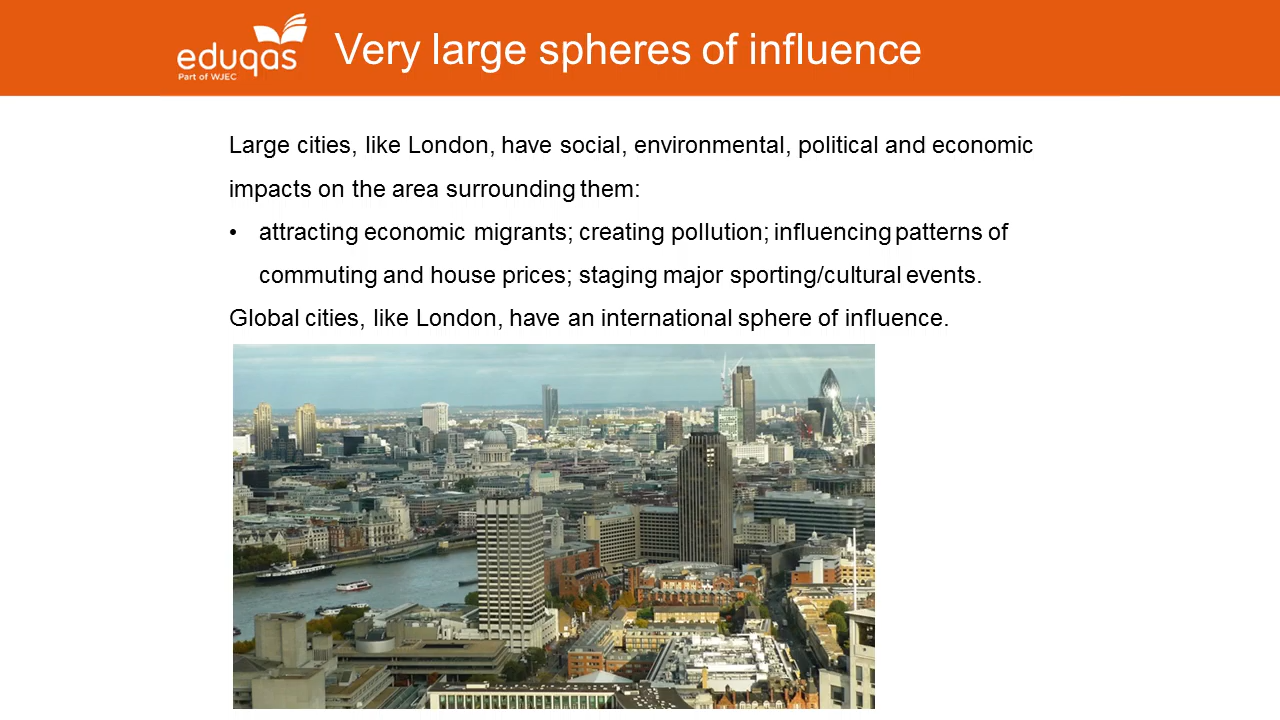 eduqas
Part of WJEC
Very large spheres of influence
Large cities, like London, have social, environmental, political and economic
impacts on the area surrounding them:
• attracting economic migrants; creating pollution; influencing patterns of
commuting and house prices; staging major sporting/cultural events.
Global cities, like London, have an international sphere of influence.